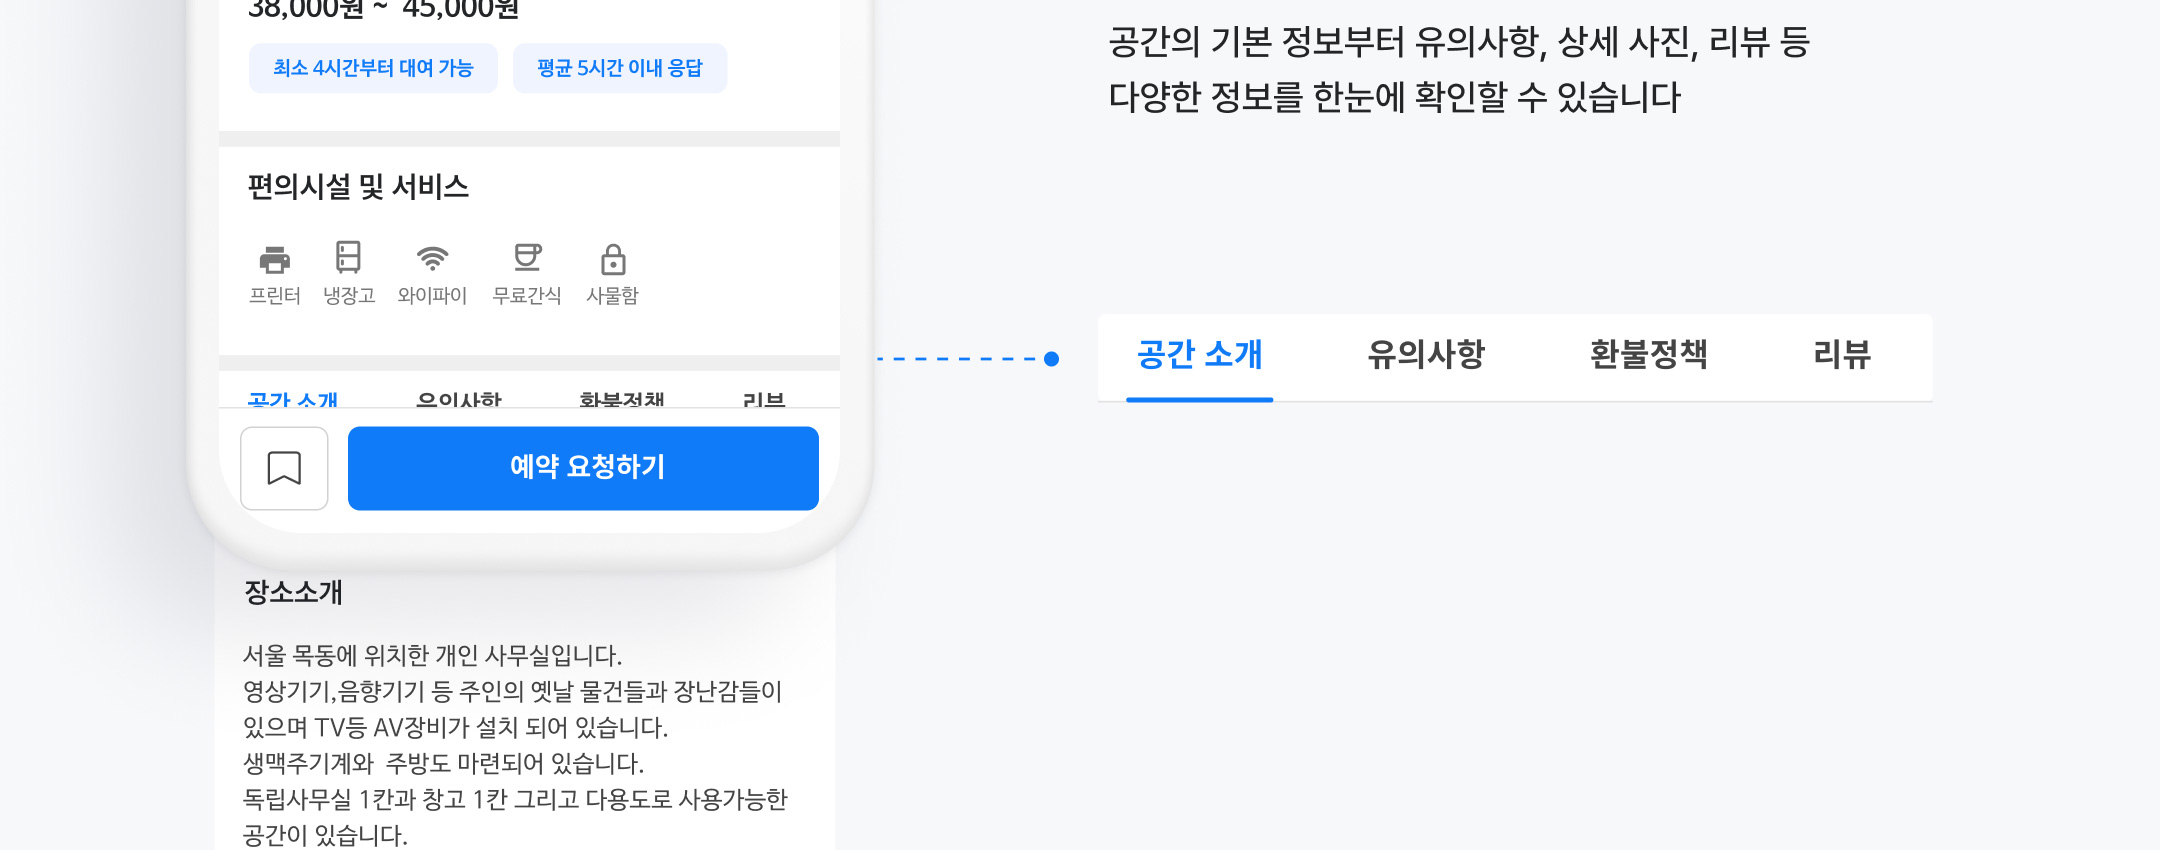 38,000원 ~ 45,000원
최소 4시간부터 대여 가능
평균 5시간 이내 응답
편의시설 및 서비스
프린터 냉장고 와이파이 무료간식 사물함
공간 소개 유의사항 환불정책 리뷰
예약 요청하기
장소소개
서울 목동에 위치한 개인 사무실입니다.
영상기기,음향기기 등 주인의 옛날 물건들과 장난감들이
있으며 TV등 AV장비가 설치 되어 있습니다.
생맥주기계와  주방도 마련되어 있습니다.
독립사무실 1칸과 창고 1칸 그리고 다용도로 사용가능한
공간이 있습니다.
공간의 기본 정보부터 유의사항, 상세 사진, 리뷰 등
다양한 정보를 한눈에 확인할 수 있습니다
공간 소개 유의사항 환불정책 리뷰